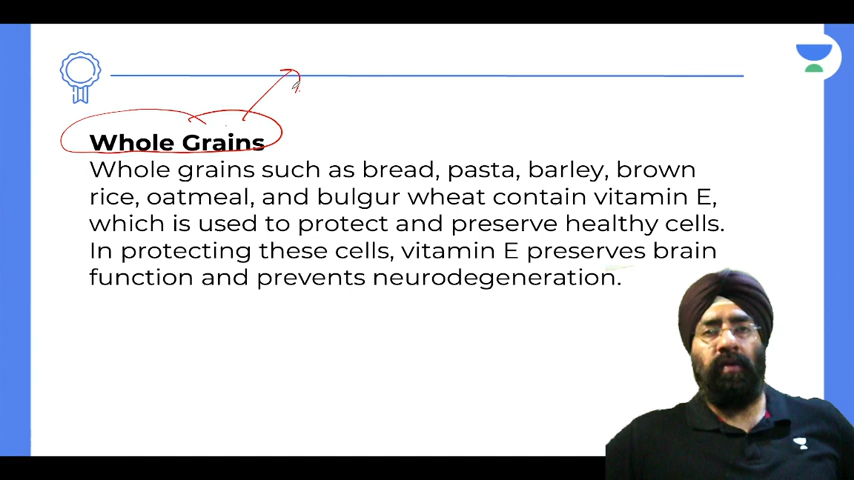 Whole Grains
Whole grains such as bread, pasta, barley, brown
rice, oatmeal, and bulgur wheat contain vitamin E,
which is used to protect and preserve healthy cells.
In protecting these cells, vitamin E preserves brain
function and prevents neurodegeneration.